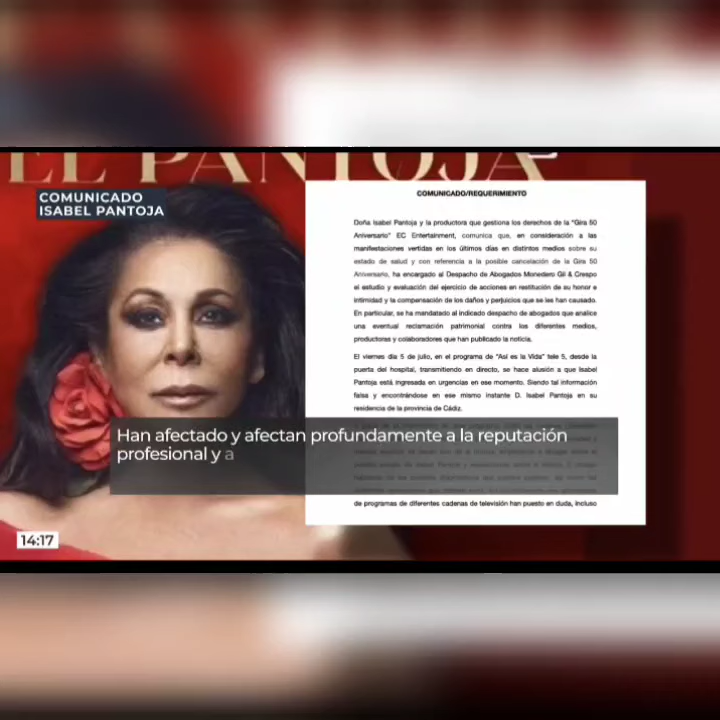 EL PANTOJA
COMUNICADO
ISABEL PANTOJA
COMUNICADO/REQUERIMIENTO
Doña Isabel Pantoja y la productora que gestiona los derechos de la "Gira 50
Aniversario" EC Entertainment, comunica que, en consideración a las
manifestaciones vertidas en los últimos días en distintos medios sobre su
estado de salud y con referencia a la posible cancelación de la Gira 50
Aniversario, ha encargado al Despacho de Abogados Monedero Gil & Crespo
el estudio y evaluación del ejercicio de acciones en restitución de su honor e
intimidad y la compensación de los daños y perjuicios que se les han causado.
En particular, se ha mandatado al indicado despacho de abogados que analice
una eventual reclamación patrimonial contra los diferentes medios,
productoras y colaboradores que han publicado la noticia.
El viernes día 5 de julio, en el programa de "Así es la Vida" tele 5, desde la
puerta del hospital, transmitiendo en directo, se hace alusión a que Isabel
Pantoja está ingresada en urgencias en ese momento. Siendo tal información
falsa y encontrándose en ese mismo instante D. Isabel Pantoja en su
residencia de la provincia de Cádiz.
Han afectado y afectan profundamente a la reputación
profesional y a
de programas de diferentes cadenas de televisión han puesto en duda, incluso
14:17